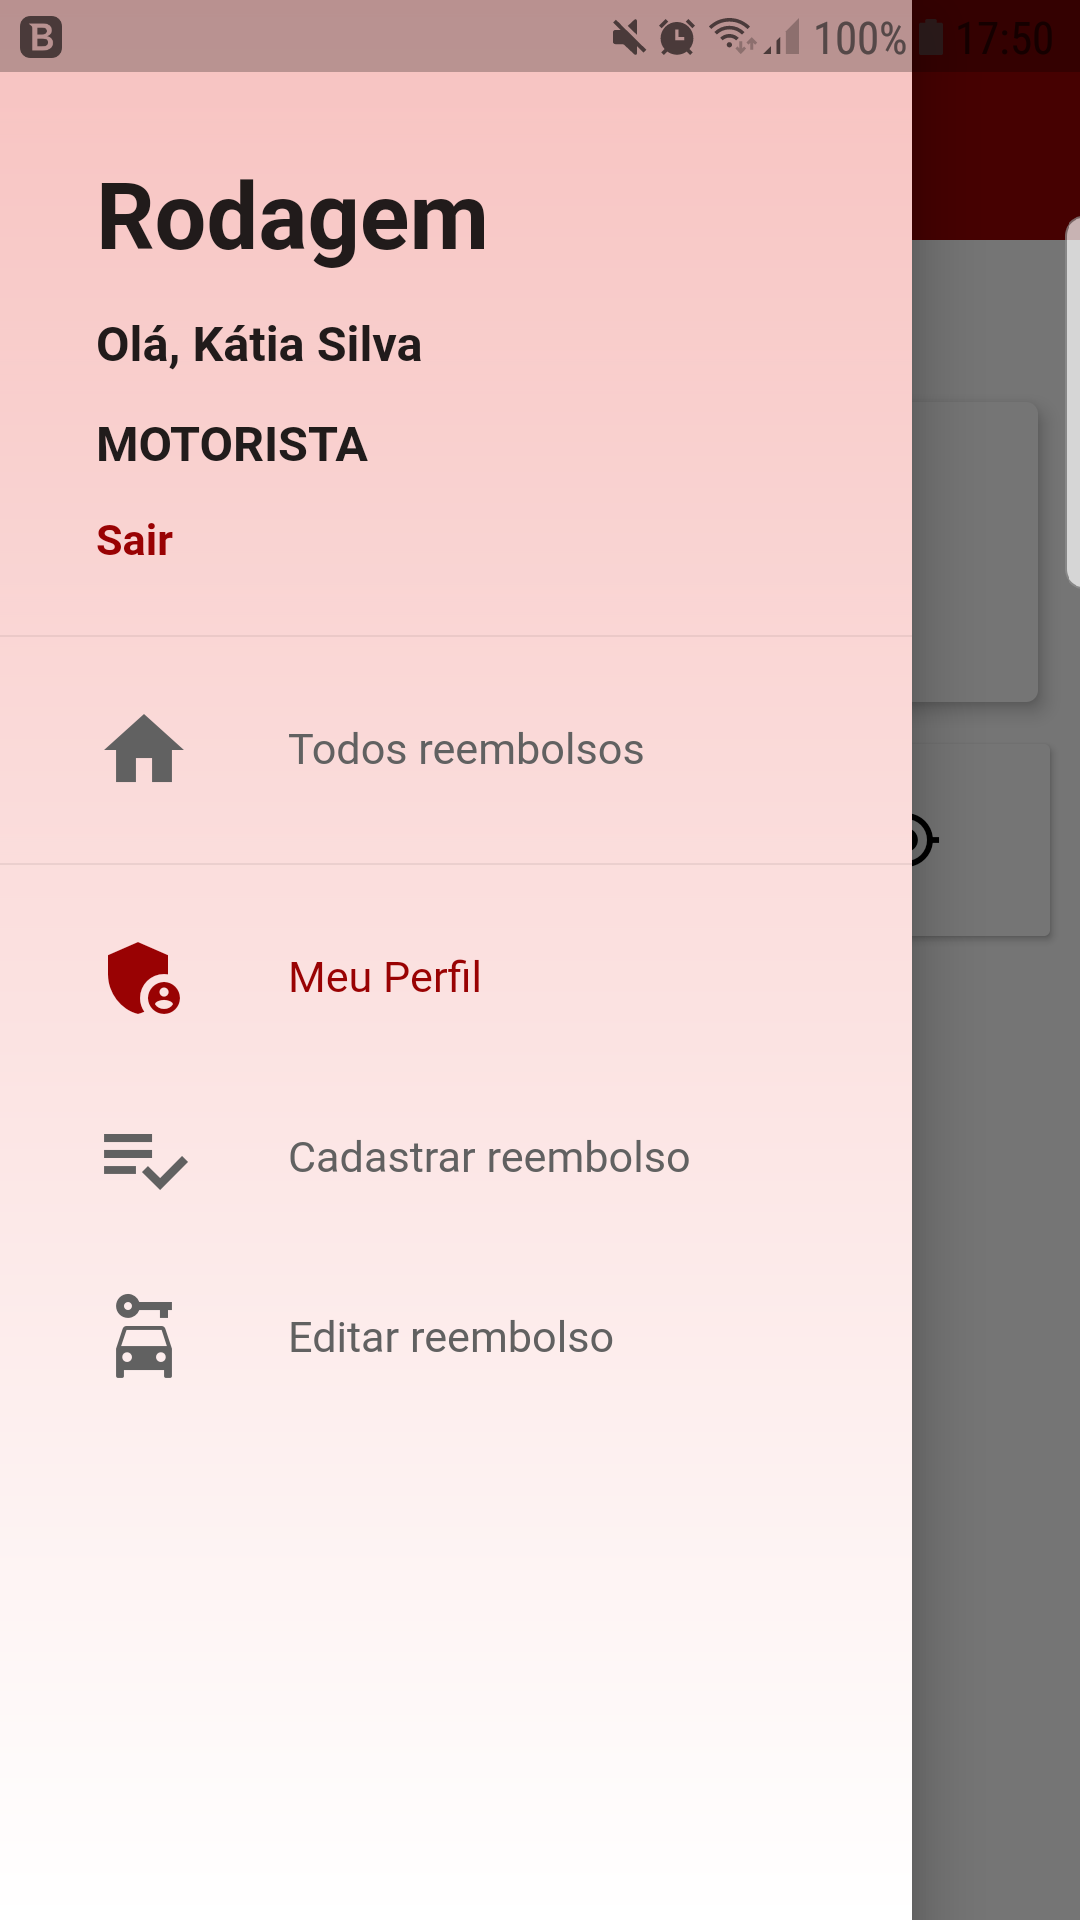 B 100% 17:50
Rodagem
Olá, Kátia Silva
MOTORISTA
Sair
Todos reembolsos
Meu Perfil
Cadastrar reembolso
Editar reembolso